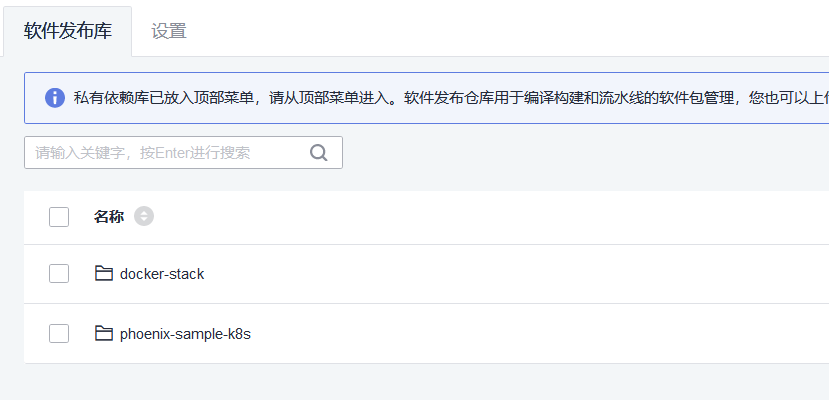 软件发布库 设置
私有依赖库已放入顶部菜单，请从顶部菜单进入。软件发布仓库用于编译构建和流水线的软件包管理，您也可以上
请输入关键字，按Enter进行搜索
名称
docker-stack
phoenix-sample-k8s